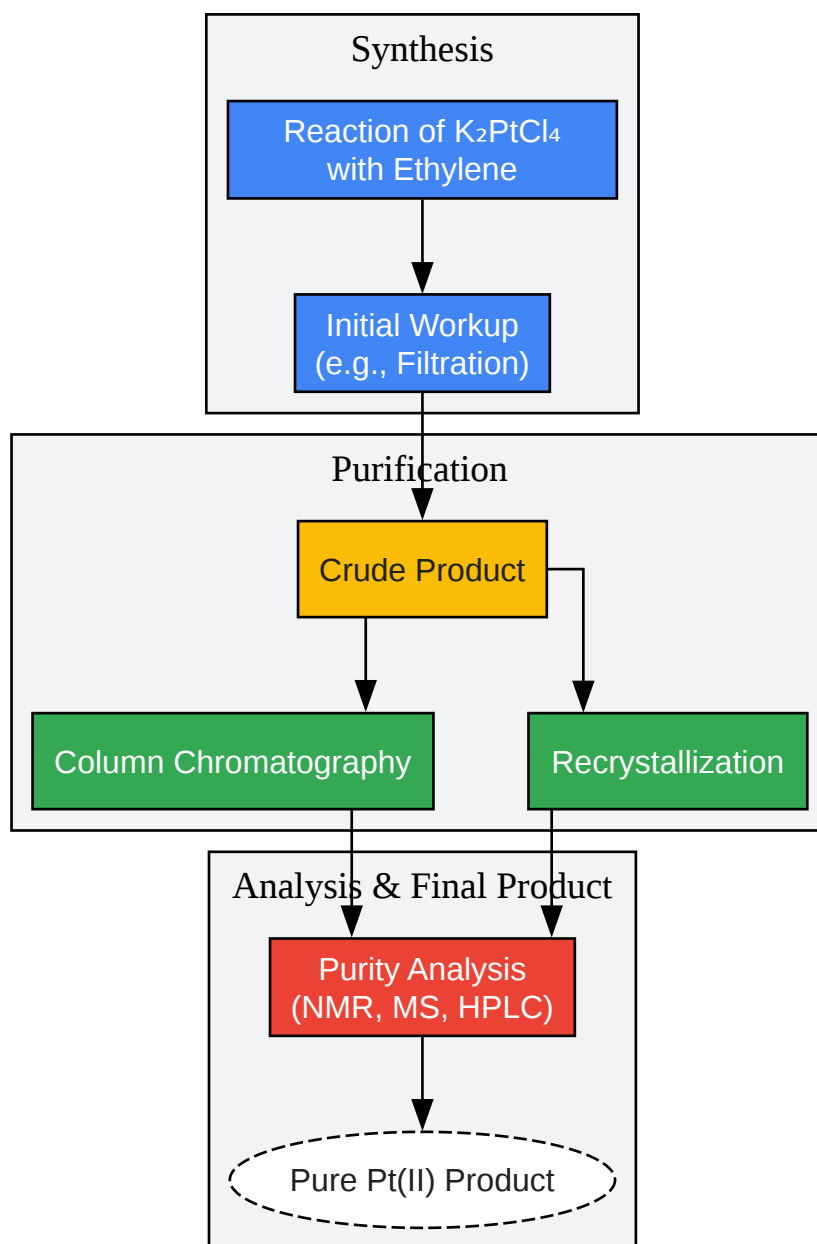 Synthesis
Reaction of K₂PtCl₄
with Ethylene
Initial Workup
(e.g., Filtration)
Purification
Crude Product
Column Chromatography
Recrystallization
Analysis & Final Product
Purity Analysis
(NMR, MS, HPLC)
Pure Pt(II) Product